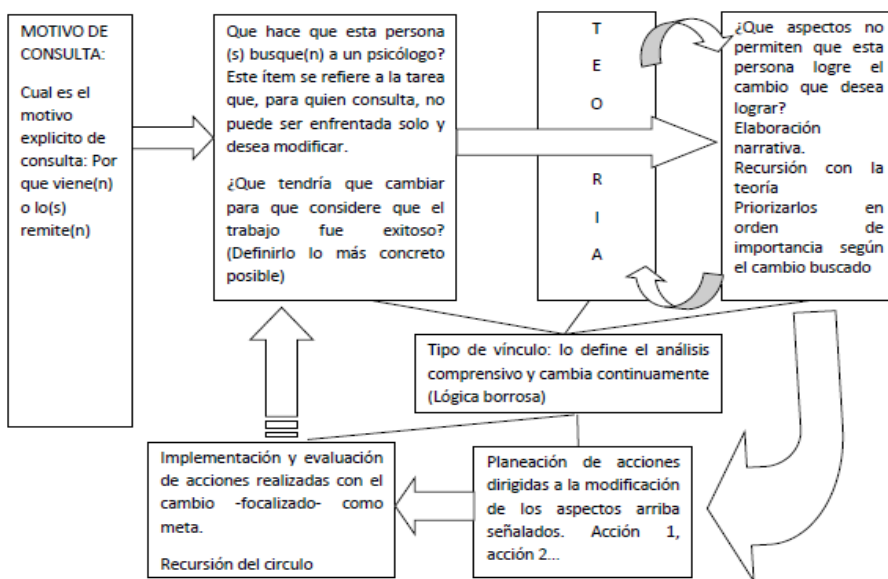 MOTIVO DE
CONSULTA:
Cual es el
motivo
explicito de
consulta: Por
que viene(n)
o lo(s)
remite(n)
Que hace que esta persona
(s) busque(n) a un psicólogo?
Este ítem se refiere a la tarea
que, para quien consulta, no
puede ser enfrentada solo y
desea modificar.
¿Que tendría que cambiar
para que considere que el
trabajo fue exitoso?
(Definirlo lo más concreto
posible)
T
E
O
R
I
A
¿Que aspectos no
permiten que esta
persona logre el
cambio que desea
lograr?
Elaboración
narrativa.
Recursión con la
teoría
Priorizarlos en
orden de
importancia según
el cambio buscado
Tipo de vínculo: lo define el análisis
comprensivo y cambia continuamente
(Lógica borrosa)
Implementación y evaluación
de acciones realizadas con el
cambio -focalizado- como
meta.
Recursión del circulo
Planeación de acciones
dirigidas a la modificación
de los aspectos arriba
señalados. Acción 1,
acción 2...